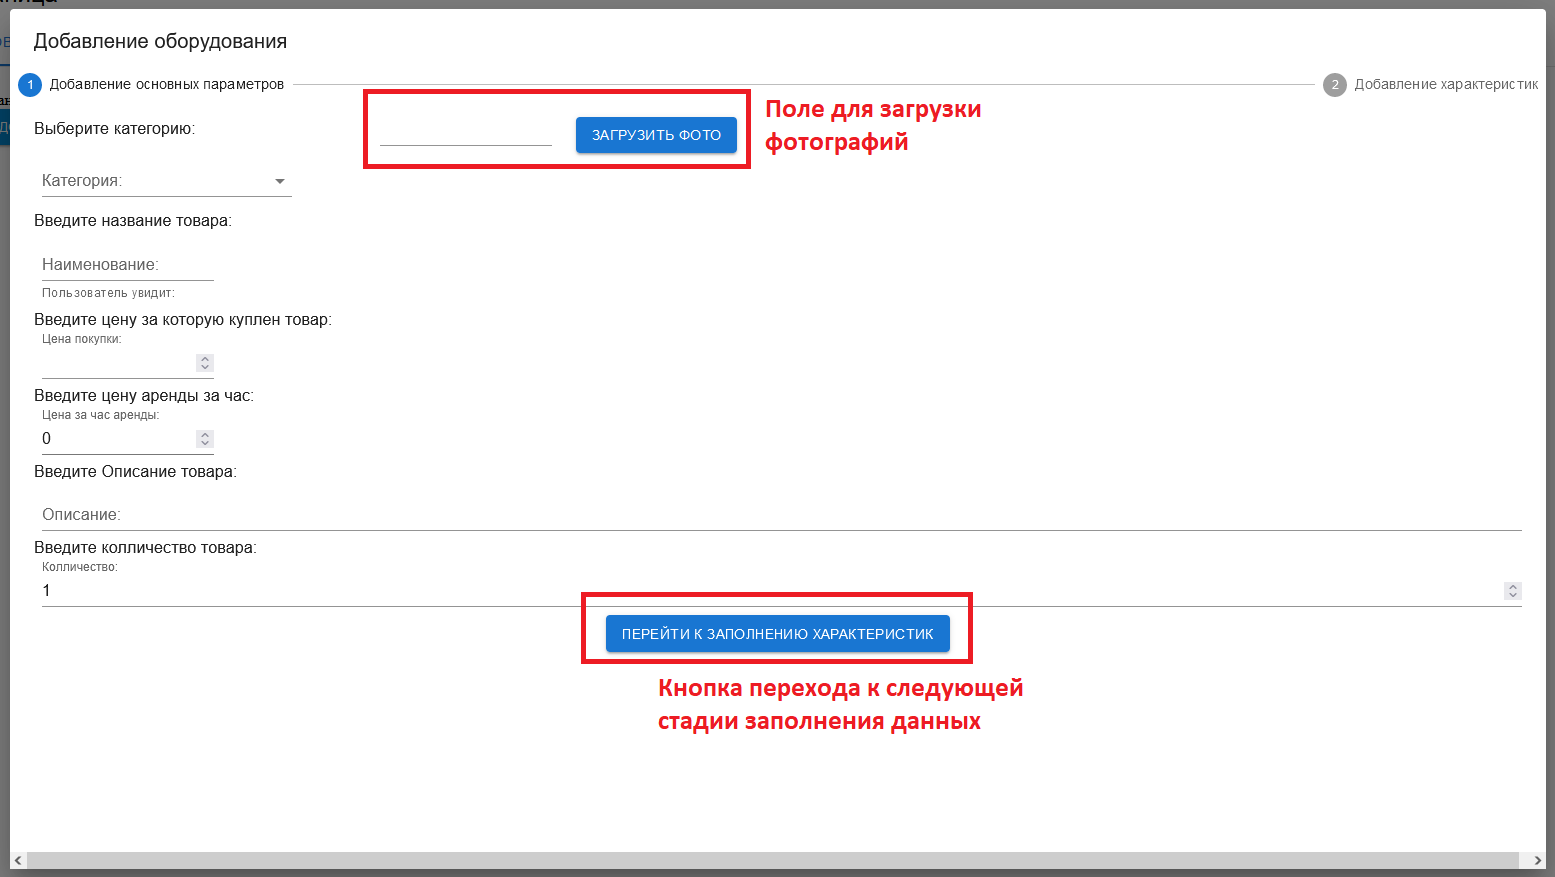 Добавление оборудования
1 Добавление основных параметров
2 Добавление характеристик
Выберите категорию:
ЗАГРУЗИТЬ ФОТО
Поле для загрузки
фотографий
Категория:
Введите название товара:
Наименование:
Пользователь увидит:
Введите цену за которую куплен товар:
Цена покупки:
Введите цену аренды за час:
Цена за час аренды:
0
Введите Описание товара:
Описание:
Введите колличество товара:
Колличество:
1
ПЕРЕЙТИ К ЗАПОЛНЕНИЮ ХАРАКТЕРИСТИК
Кнопка перехода к следующей
стадии заполнения данных